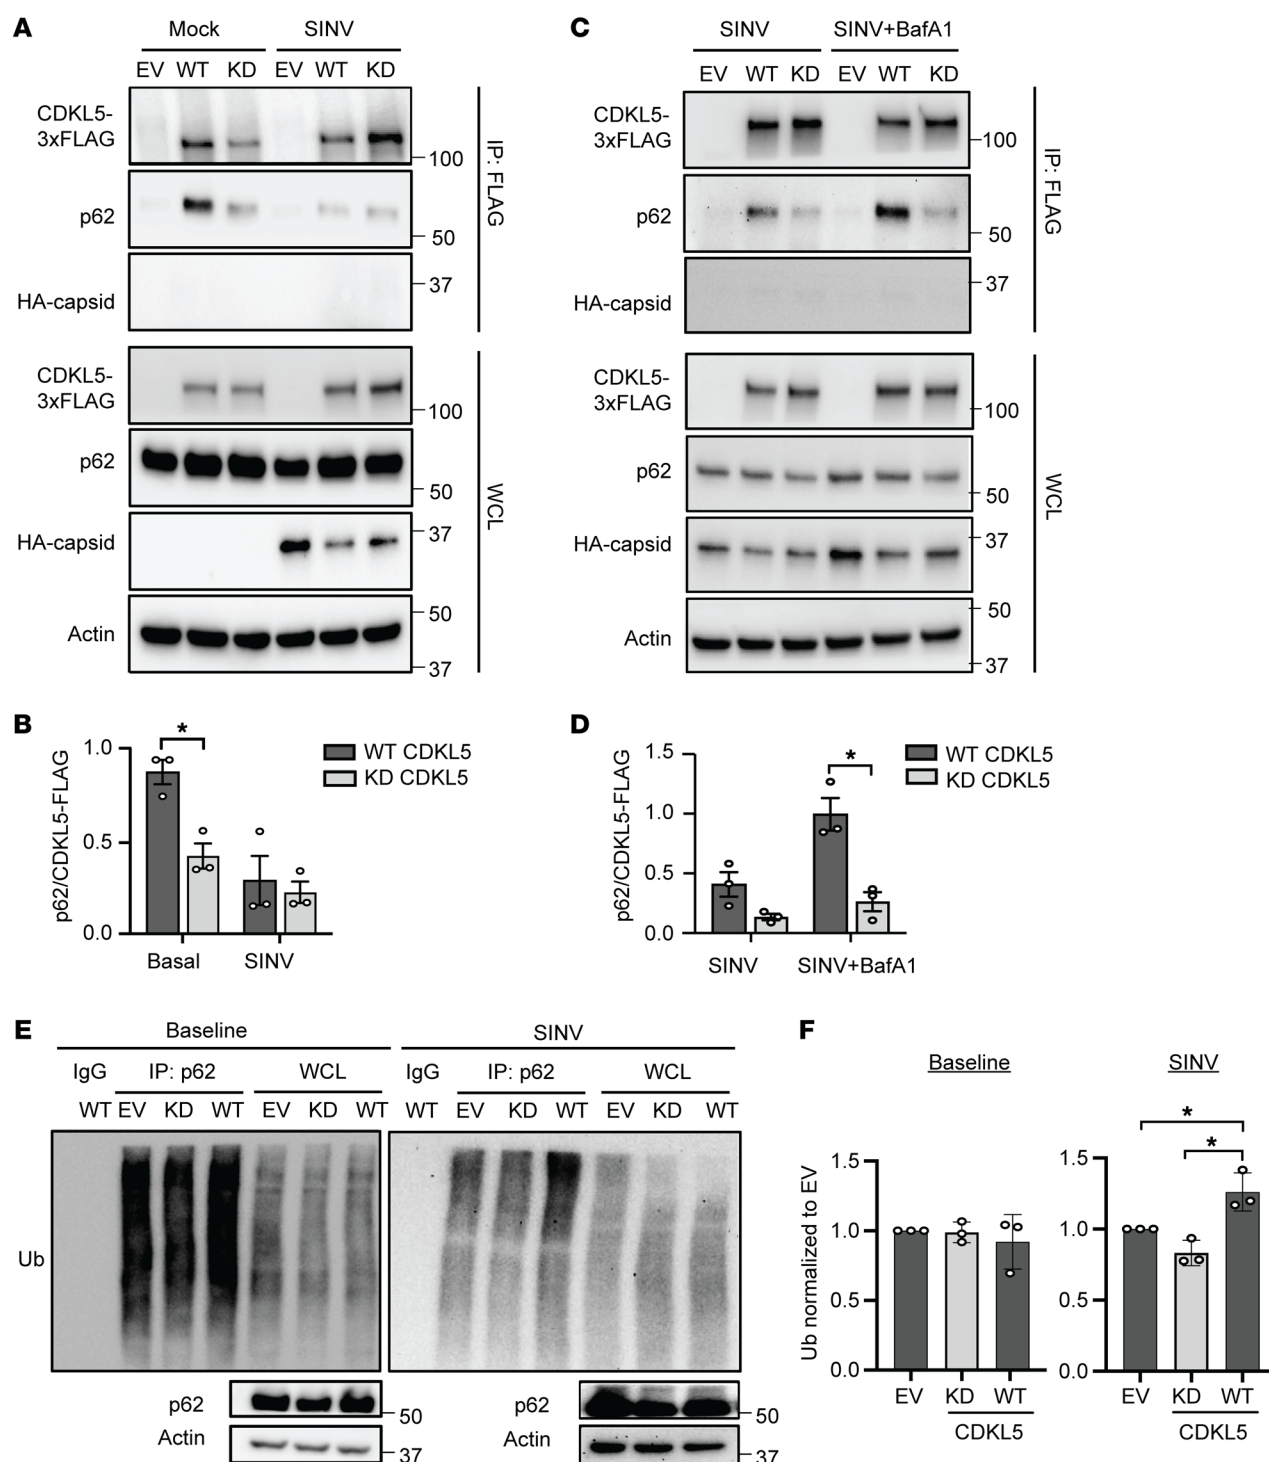 A
Mock SINV
EV WT KD EV WT KD
CDKL5-
3xFLAG
100
p62
50
37
HA-capsid
IP: FLAG
CDKL5-
3xFLAG
100
p62
50
37
HA-capsid
50
Actin
37
WCL
C
SINV SINV+BafA1
EV WT KD EV WT KD
CDKL5-
3xFLAG
100
p62
50
37
HA-capsid
IP: FLAG
CDKL5-
3xFLAG
100
p62
50
37
HA-capsid
50
Actin
37
WCL
B
p62/CDKL5-FLAG
1.0
0.5
0.0
*
WT CDKL5
KD CDKL5
Basal SINV
D
p62/CDKL5-FLAG
1.5
1.0
0.5
0.0
*
WT CDKL5
KD CDKL5
SINV SINV+BafA1
E
Baseline SINV
IgG IP: p62 WCL IgG IP: p62 WCL
WT EV KD WT EV KD WT WT EV KD WT EV KD WT
Ub
p62 50 p62 50
Actin 37 Actin 37
F
Baseline SINV
Ub normalized to EV
1.5
1.0
0.5
0.0
EV KD WT
CDKL5
* 
*
1.5
1.0
0.5
0.0
EV KD WT
CDKL5